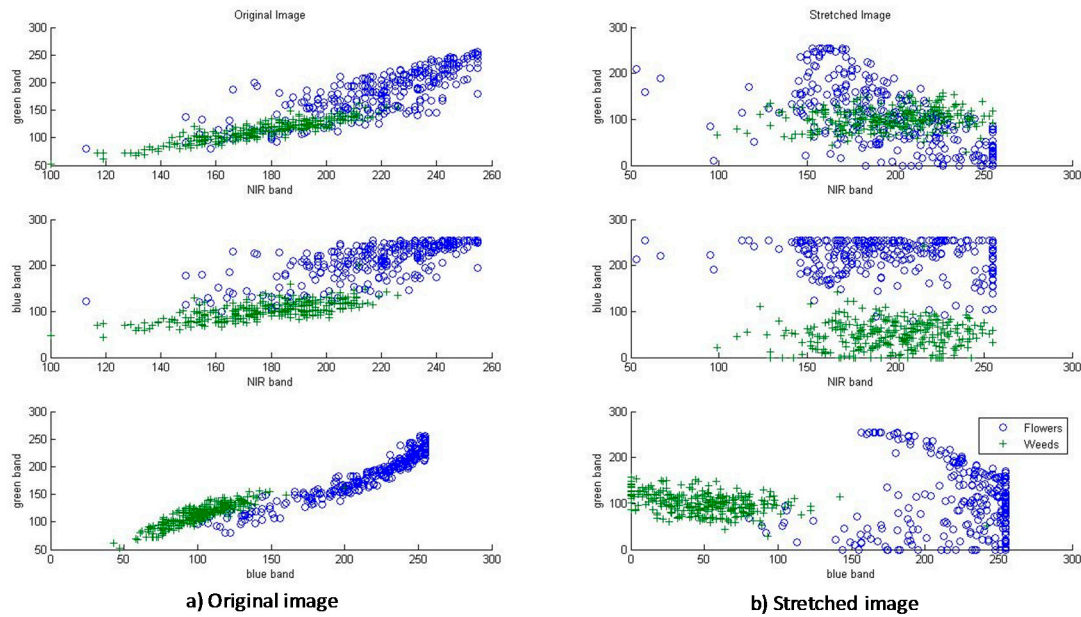 Original Image
300
250
200
150
100
50
green band
100 120 140 160 180 200 220 240 260
NIR band
300
200
100
0
blue band
100 120 140 160 180 200 220 240 260
NIR band
300
250
200
150
100
50
green band
0 50 100 150 200 250 300
blue band
a) Original image
Stretched Image
300
200
100
0
green band
50 100 150 200 250 300
NIR band
300
200
100
0
blue band
50 100 150 200 250 300
NIR band
300
200
100
0
green band
Flowers
Weeds
0 50 100 150 200 250 300
blue band
b) Stretched image